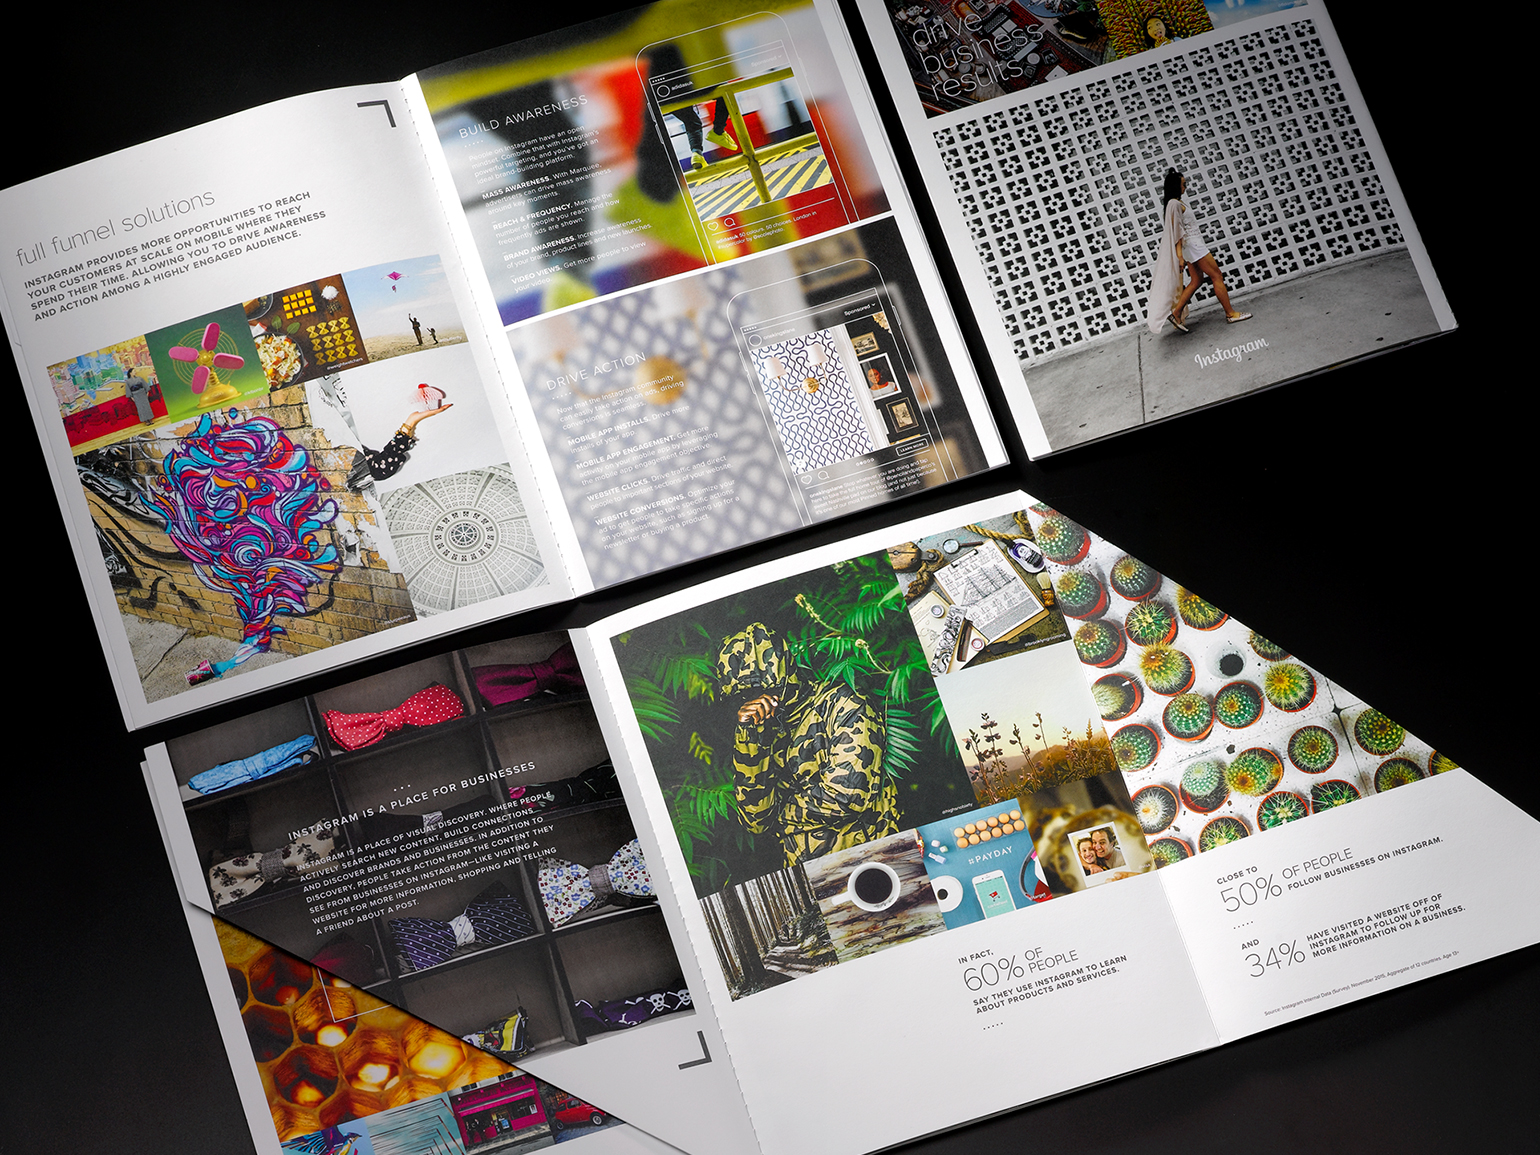 full funnel solutions
INSTAGRAM PROVIDES MORE OPPORTUNITIES TO REACH
YOUR CUSTOMERS AT SCALE ON MOBILE WHERE THEY
SPEND THEIR TIME, ALLOWING YOU TO DRIVE AWARENESS
AND ACTION AMONG A HIGHLY ENGAGED AUDIENCE.
BUILD AWARENESS
People on Instagram have an open
mindset. Combine that with Instagram's
powerful targeting, and you've got an
ideal brand-building platform.
MASS AWARENESS. With Marquee,
advertisers can drive mass awareness
around key moments.
REACH & FREQUENCY. Manage the
number of people you reach and how
frequently ads are shown.
BRAND AWARENESS. Increase awareness
of your brand, product lines and new launches.
VIDEO VIEWS. Get more people to view
your video.
adidasuk
Sponsored
adidasuk 50 colours. 50 choices. London in
DRIVE ACTION
Now that the Instagram community
can easily take action on ads, driving
conversions is seamless.
MOBILE APP INSTALLS. Drive more
installs of your app.
MOBILE APP ENGAGEMENT. Get more
activity on your mobile app by leveraging
the mobile app engagement objective.
WEBSITE CLICKS. Drive traffic and direct
people to important sections of your website.
WEBSITE CONVERSIONS. Optimize your
ad to get people to take specific actions
on your website, such as signing up for a
newsletter or buying a product.
Sponsored
LEARN MORE
drive
business
results.
Instagram
INSTAGRAM IS A PLACE FOR BUSINESSES
INSTAGRAM IS A PLACE OF VISUAL DISCOVERY. WHERE PEOPLE
ACTIVELY SEARCH NEW CONTENT, BUILD CONNECTIONS
AND DISCOVER BRANDS AND BUSINESSES. IN ADDITION TO
DISCOVERY, PEOPLE TAKE ACTION FROM THE CONTENT THEY
SEE FROM BUSINESSES ON INSTAGRAM—LIKE VISITING A
WEBSITE FOR MORE INFORMATION, SHOPPING AND TELLING
A FRIEND ABOUT A POST.
#PAYDAY
IN FACT,
60% OF PEOPLE
SAY THEY USE INSTAGRAM TO LEARN
ABOUT PRODUCTS AND SERVICES.
CLOSE TO
50% OF PEOPLE
FOLLOW BUSINESSES ON INSTAGRAM.
AND
34% HAVE VISITED A WEBSITE OFF OF
INSTAGRAM TO FOLLOW UP FOR
MORE INFORMATION ON A BUSINESS.
Source: Instagram Internal Data (Survey), November 2015, Aggregate of 12 countries, Age 13+